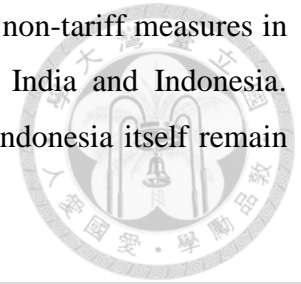 non-tariff measures in
India and Indonesia.
ndonesia itself remain